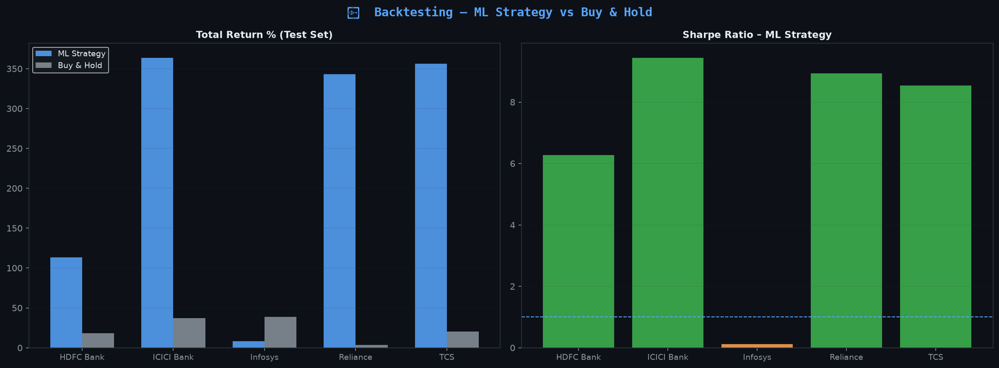 Backtesting — ML Strategy vs Buy & Hold
Total Return % (Test Set)
ML Strategy
Buy & Hold
350
300
250
200
150
100
50
0
HDFC Bank
ICICI Bank
Infosys
Reliance
TCS
Sharpe Ratio – ML Strategy
8
6
4
2
0
HDFC Bank
ICICI Bank
Infosys
Reliance
TCS